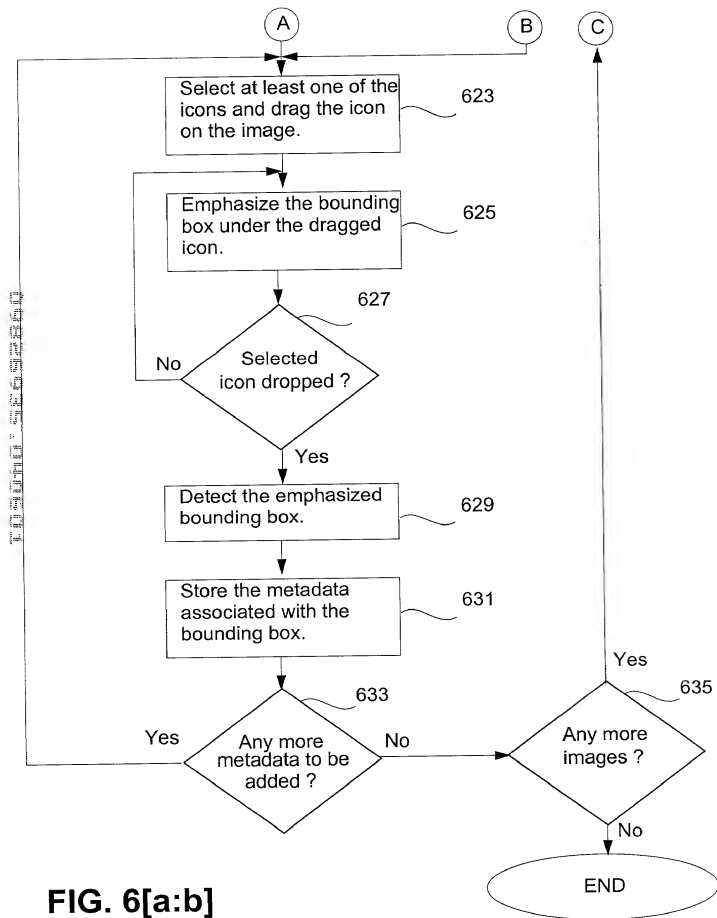 A
B
C
Select at least one of the
icons and drag the icon
on the image.
623
Emphasize the bounding
box under the dragged
icon.
625
627
No
Selected
icon dropped ?
Yes
Detect the emphasized
bounding box.
629
Store the metadata
associated with the
bounding box.
631
633
Yes
Any more
metadata to be
added ?
No
Yes
635
Any more
images ?
No
END
FIG. 6[a:b]